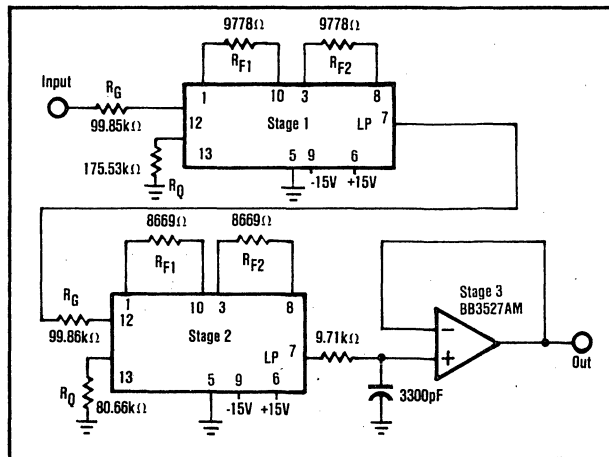 9778Ω 9778Ω
RF1 RF2
Input
RG
1 10 3 8
99.85kΩ
12 Stage 1 LP 7
175.53kΩ
13 5 9 6
RQ -15V +15V
8669Ω 8669Ω
RF1 RF2
RG
1 10 3 8
12
99.86kΩ
Stage 2
LP 7
9.71kΩ
Stage 3
BB3527AM
−
+
Out
13 5 9 6
RQ
80.66kΩ
-15V +15V
3300pF